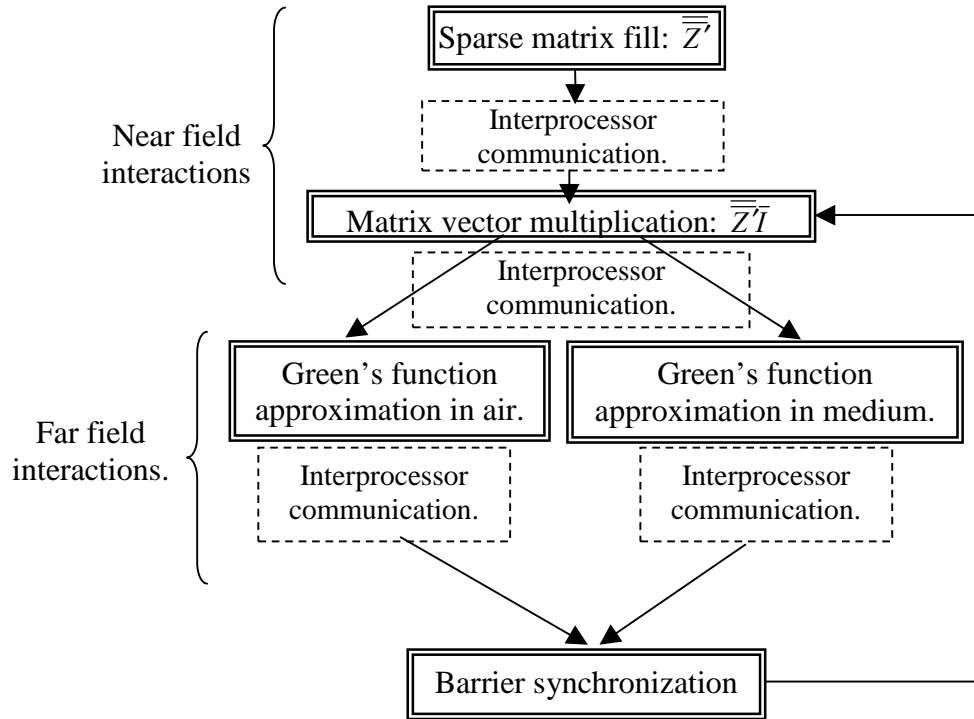 Sparse matrix fill: Z̿′
Interprocessor
communication.
Near field
interactions
Matrix vector multiplication: Z̿′I̅
Interprocessor
communication.
Green's function
approximation in air.
Green's function
approximation in medium.
Far field
interactions.
Interprocessor
communication.
Interprocessor
communication.
Barrier synchronization